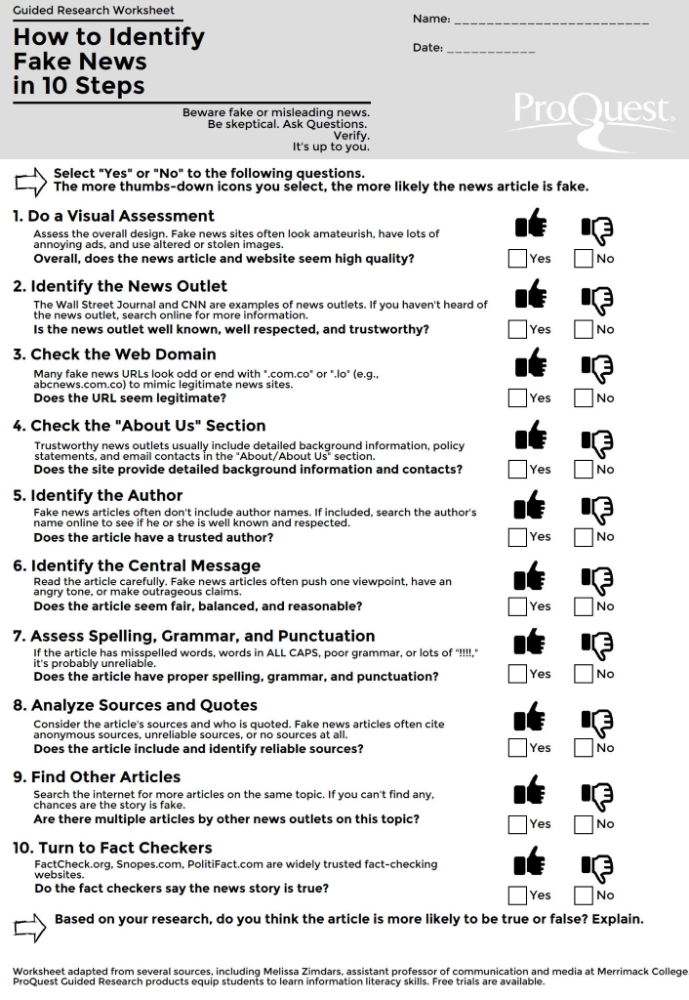 Guided Research Worksheet
How to Identify
Fake News
in 10 Steps
Name: _______________________
Date: ___________
Beware fake or misleading news.
Be skeptical. Ask Questions.
Verify.
It's up to you.
ProQuest®
Select "Yes" or "No" to the following questions.
The more thumbs-down icons you select, the more likely the news article is fake.
1. Do a Visual Assessment
Assess the overall design. Fake news sites often look amateurish, have lots of
annoying ads, and use altered or stolen images.
Overall, does the news article and website seem high quality?
Yes No
2. Identify the News Outlet
The Wall Street Journal and CNN are examples of news outlets. If you haven't heard of
the news outlet, search online for more information.
Is the news outlet well known, well respected, and trustworthy?
Yes No
3. Check the Web Domain
Many fake news URLs look odd or end with ".com.co" or ".lo" (e.g.,
abcnews.com.co) to mimic legitimate news sites.
Does the URL seem legitimate?
Yes No
4. Check the "About Us" Section
Trustworthy news outlets usually include detailed background information, policy
statements, and email contacts in the "About/About Us" section.
Does the site provide detailed background information and contacts?
Yes No
5. Identify the Author
Fake news articles often don't include author names. If included, search the author's
name online to see if he or she is well known and respected.
Does the article have a trusted author?
Yes No
6. Identify the Central Message
Read the article carefully. Fake news articles often push one viewpoint, have an
angry tone, or make outrageous claims.
Does the article seem fair, balanced, and reasonable?
Yes No
7. Assess Spelling, Grammar, and Punctuation
If the article has misspelled words, words in ALL CAPS, poor grammar, or lots of "!!!!,"
it's probably unreliable.
Does the article have proper spelling, grammar, and punctuation?
Yes No
8. Analyze Sources and Quotes
Consider the article's sources and who is quoted. Fake news articles often cite
anonymous sources, unreliable sources, or no sources at all.
Does the article include and identify reliable sources?
Yes No
9. Find Other Articles
Search the internet for more articles on the same topic. If you can't find any,
chances are the story is fake.
Are there multiple articles by other news outlets on this topic?
Yes No
10. Turn to Fact Checkers
FactCheck.org, Snopes.com, PolitiFact.com are widely trusted fact-checking
websites.
Do the fact checkers say the news story is true?
Yes No
Based on your research, do you think the article is more likely to be true or false? Explain.
Worksheet adapted from several sources, including Melissa Zimdars, assistant professor of communication and media at Merrimack College.
ProQuest Guided Research products equip students to learn information literacy skills. Free trials are available.